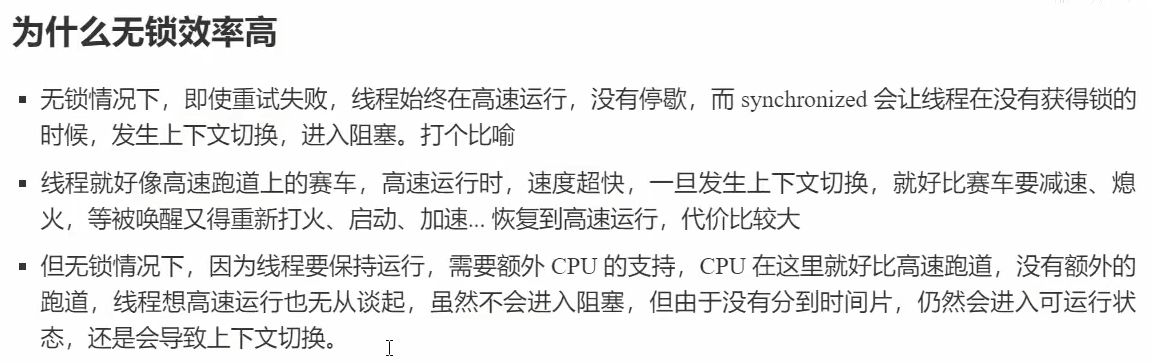 为什么无锁效率高
▪ 无锁情况下，即使重试失败，线程始终在高速运行，没有停歇，而 synchronized 会让线程在没有获得锁的
时候，发生上下文切换，进入阻塞。打个比喻
▪ 线程就好像高速跑道上的赛车，高速运行时，速度超快，一旦发生上下文切换，就好比赛车要减速、熄
火，等被唤醒又得重新打火、启动、加速... 恢复到高速运行，代价比较大
▪ 但无锁情况下，因为线程要保持运行，需要额外 CPU 的支持，CPU 在这里就好比高速跑道，没有额外的
跑道，线程想高速运行也无从谈起，虽然不会进入阻塞，但由于没有分到时间片，仍然会进入可运行状
态，还是会导致上下文切换。